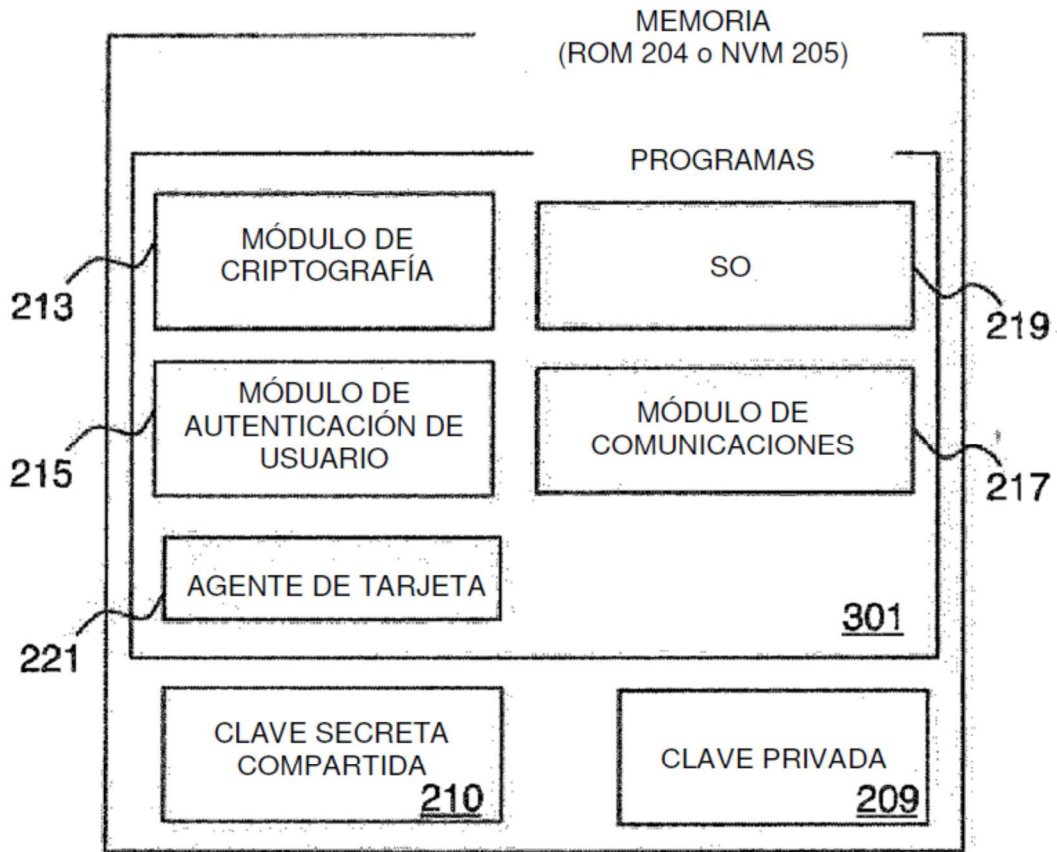 MEMORIA
(ROM 204 o NVM 205)
PROGRAMAS
MÓDULO DE
CRIPTOGRAFÍA
213
SO
219
MÓDULO DE
AUTENTICACIÓN DE
USUARIO
215
MÓDULO DE
COMUNICACIONES
217
AGENTE DE TARJETA
221
301
CLAVE SECRETA
COMPARTIDA
210
CLAVE PRIVADA
209